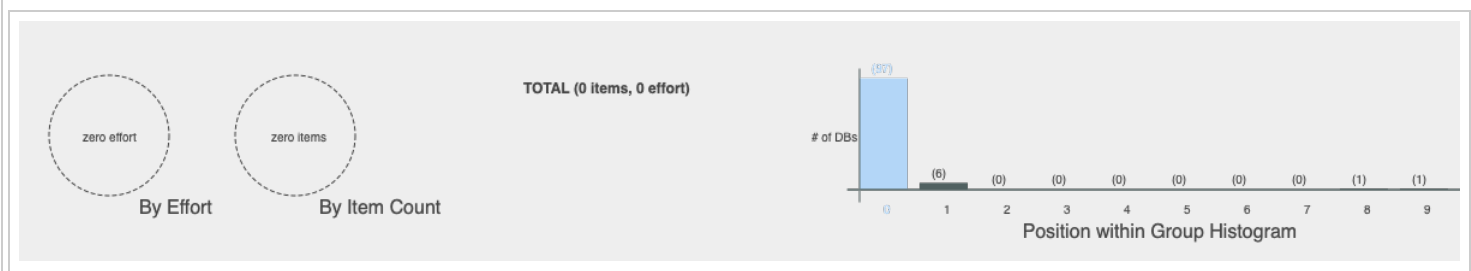 zero effort
By Effort
zero items
By Item Count
TOTAL (0 items, 0 effort)
# of DBs
(6)
(0)
(0)
(0)
(0)
(0)
(0)
(1)
(1)
0
1
2
3
4
5
6
7
8
9
Position within Group Histogram